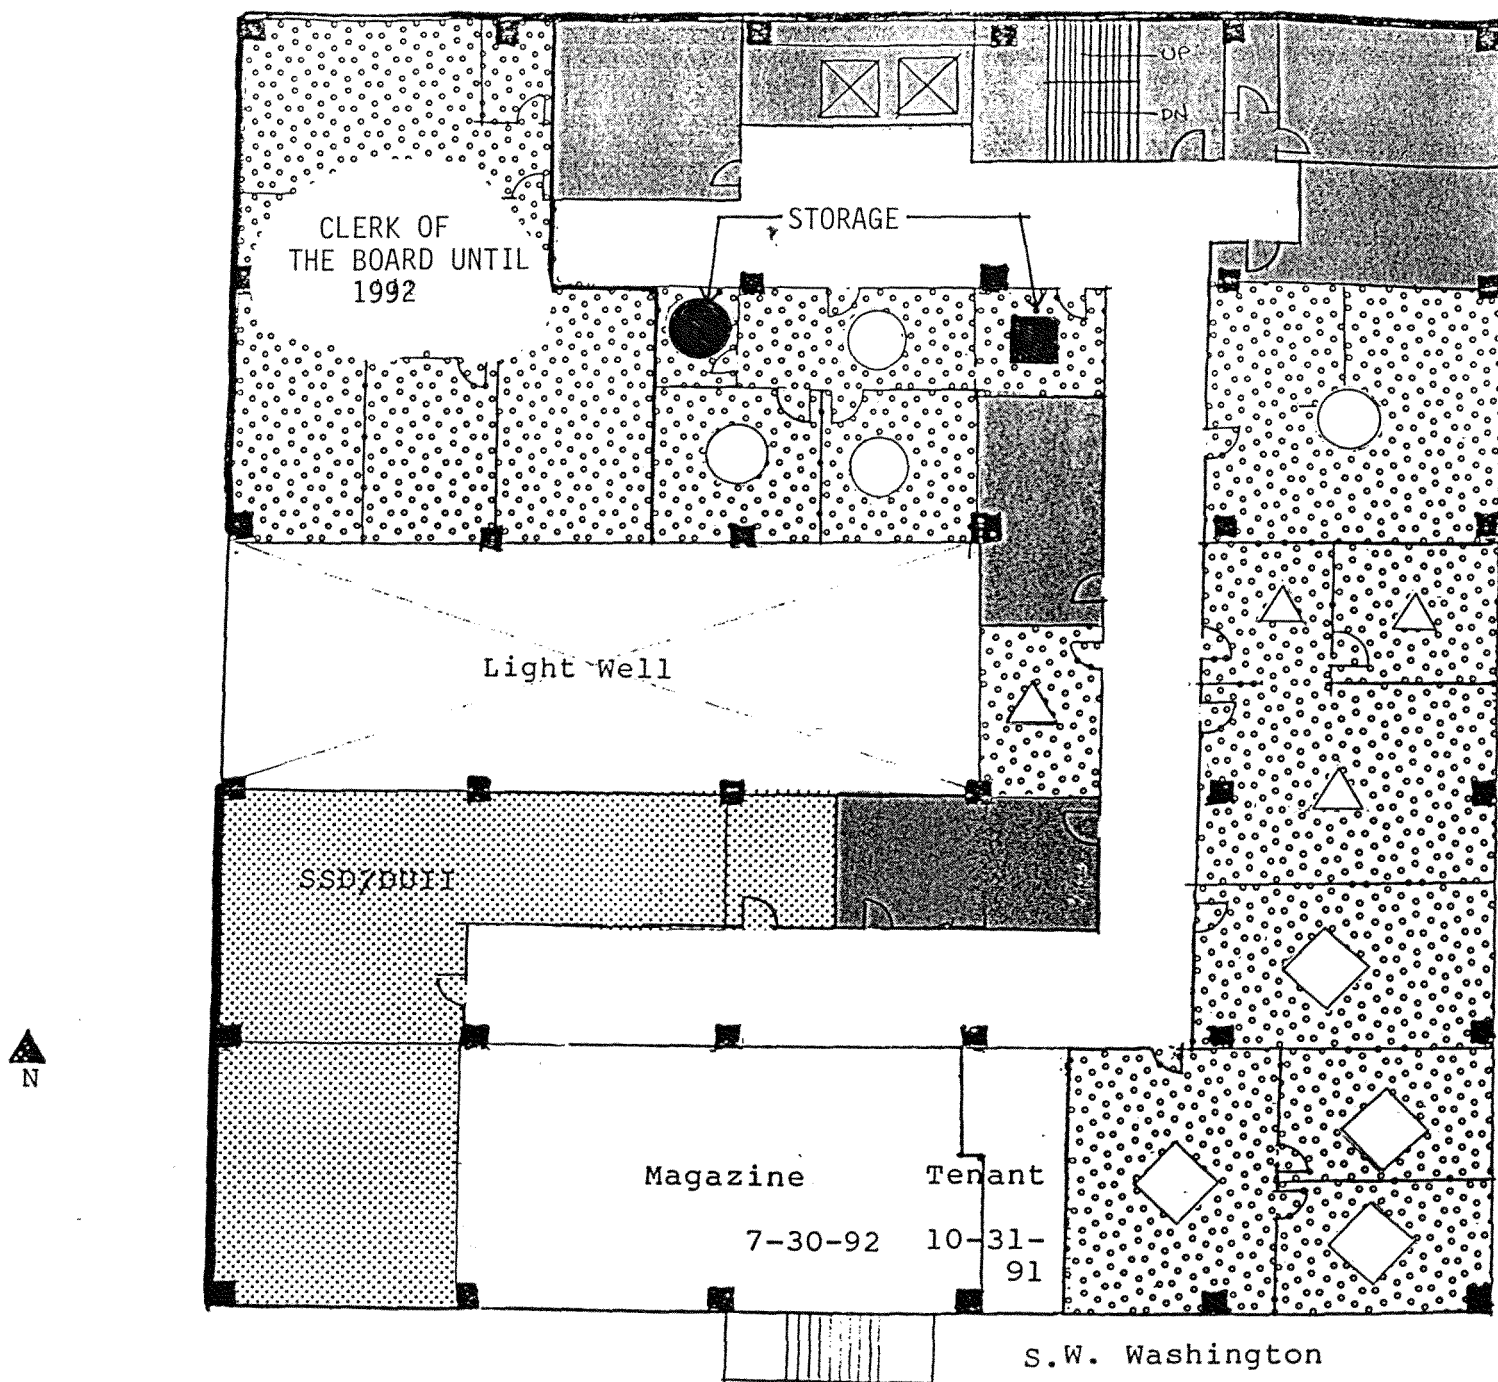 UP
DN
STORAGE
CLERK OF
THE BOARD UNTIL
1992
Light Well
SSD/DUII
N
Magazine
Tenant
7-30-92
10-31-
91
S.W. Washington